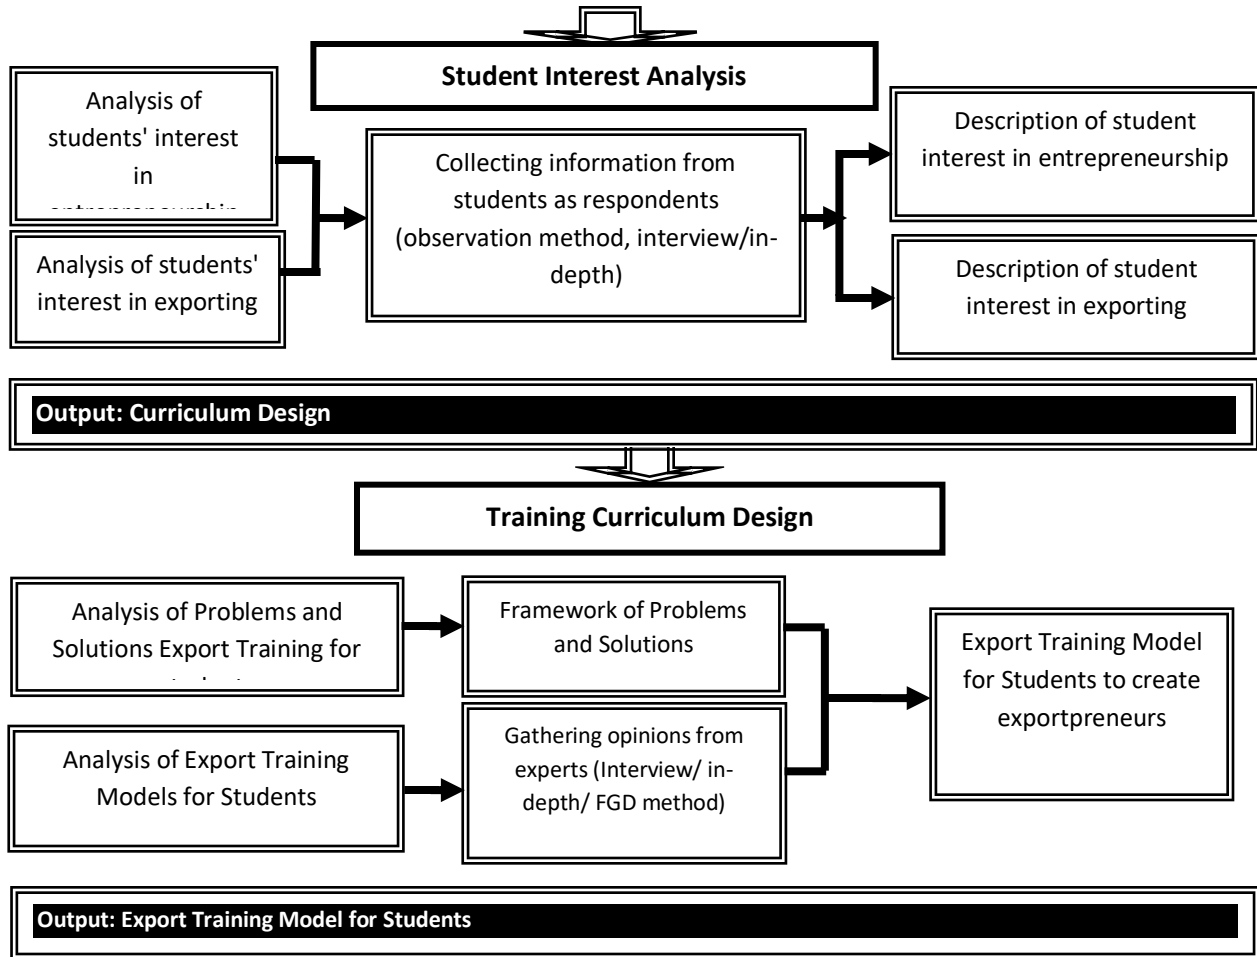 Student Interest Analysis
Analysis of
students' interest
in
Analysis of students'
interest in exporting
Collecting information from
students as respondents
(observation method, interview/in-
depth)
Description of student
interest in entrepreneurship
Description of student
interest in exporting
Output: Curriculum Design
Training Curriculum Design
Analysis of Problems and
Solutions Export Training for
Analysis of Export Training
Models for Students
Framework of Problems
and Solutions
Gathering opinions from
experts (Interview/ in-
depth/ FGD method)
Export Training Model
for Students to create
exportpreneurs
Output: Export Training Model for Students